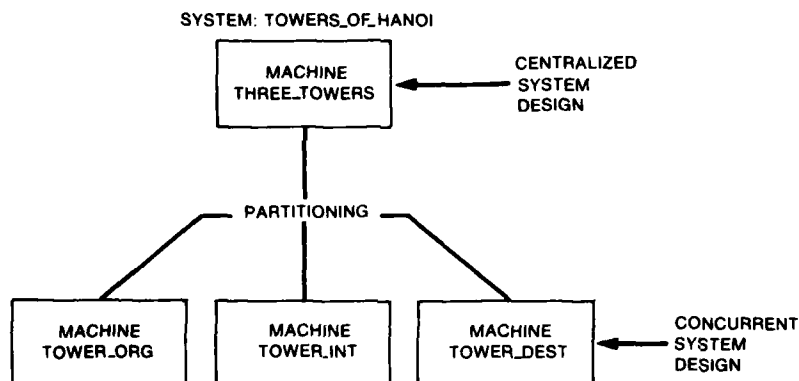 SYSTEM: TOWERS_OF_HANOI
MACHINE
THREE_TOWERS
CENTRALIZED
SYSTEM
DESIGN
PARTITIONING
MACHINE
TOWER_ORG
MACHINE
TOWER_INT
MACHINE
TOWER_DEST
CONCURRENT
SYSTEM
DESIGN